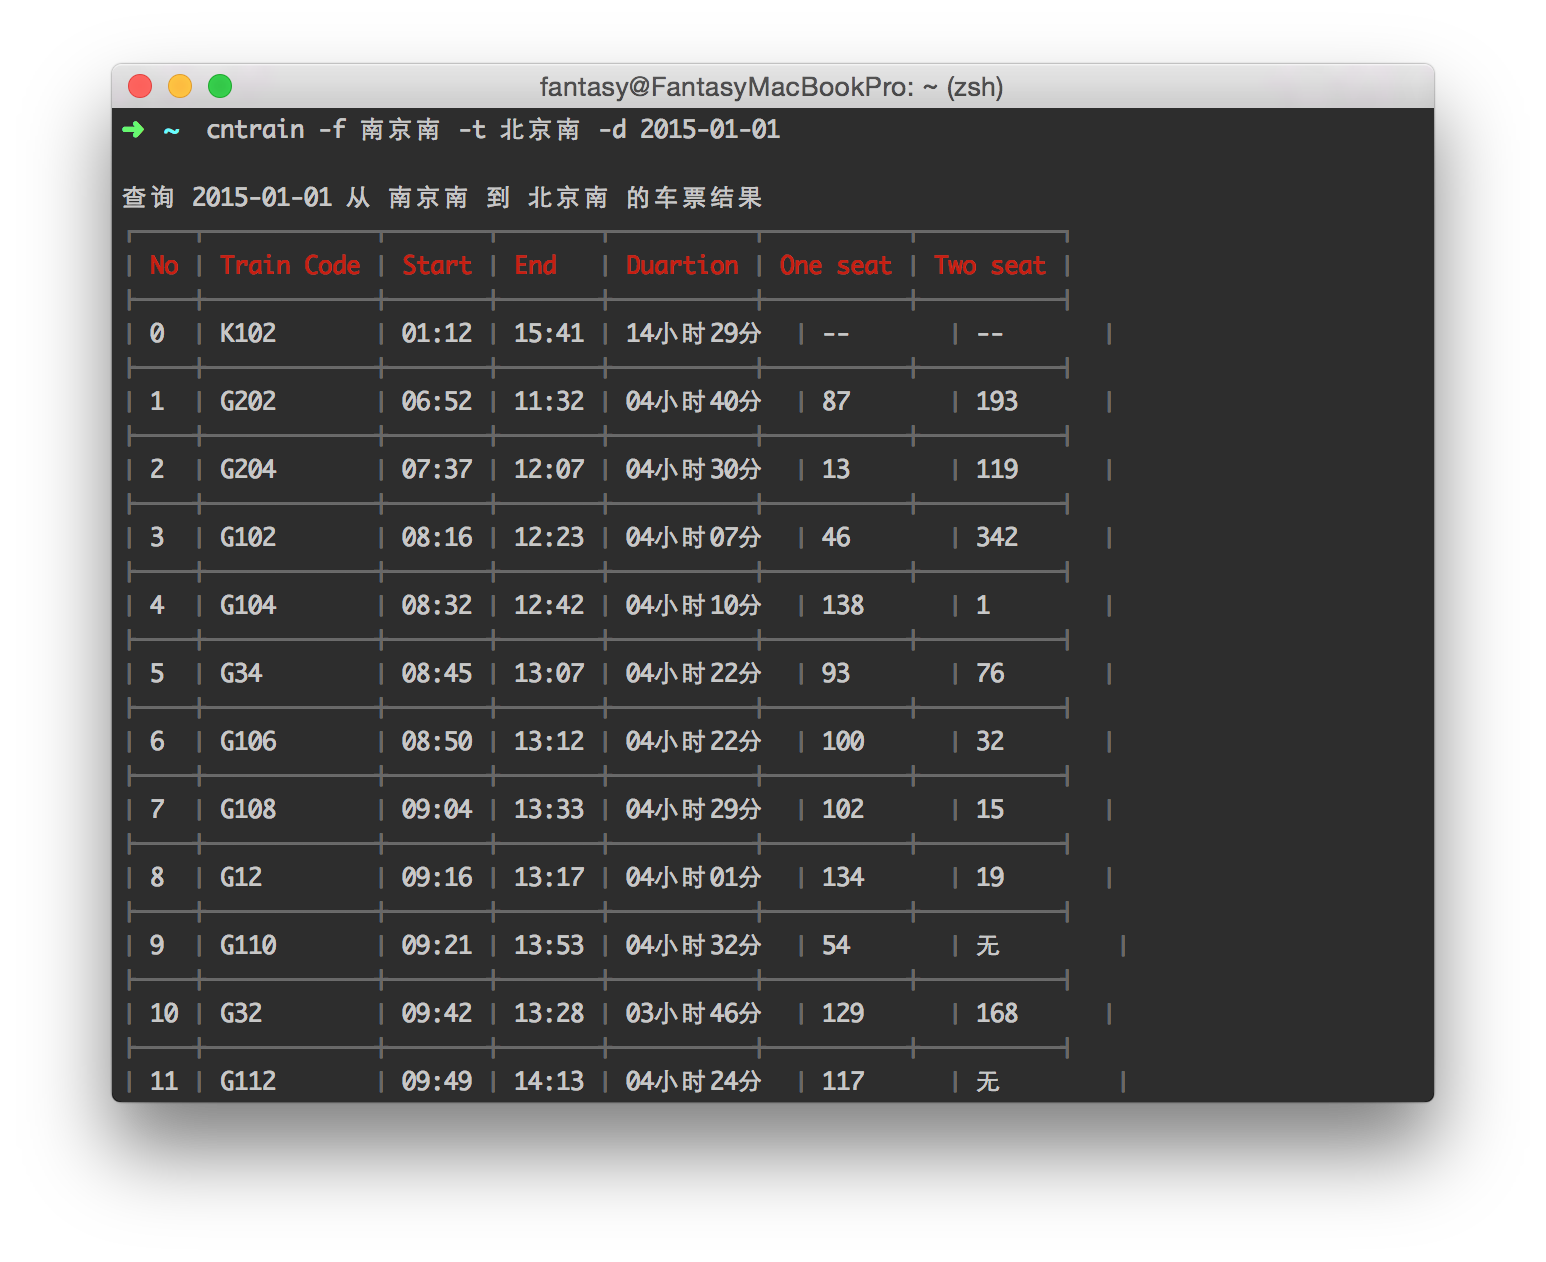 fantasy@FantasyMacBookPro: ~ (zsh)
➜ ~ cntrain -f 南京南 -t 北京南 -d 2015-01-01
查询 2015-01-01 从 南京南 到 北京南 的车票结果
No | Train Code | Start | End | Duartion | One seat | Two seat
0 | K102 | 01:12 | 15:41 | 14小时29分 | -- | --
1 | G202 | 06:52 | 11:32 | 04小时40分 | 87 | 193
2 | G204 | 07:37 | 12:07 | 04小时30分 | 13 | 119
3 | G102 | 08:16 | 12:23 | 04小时07分 | 46 | 342
4 | G104 | 08:32 | 12:42 | 04小时10分 | 138 | 1
5 | G34 | 08:45 | 13:07 | 04小时22分 | 93 | 76
6 | G106 | 08:50 | 13:12 | 04小时22分 | 100 | 32
7 | G108 | 09:04 | 13:33 | 04小时29分 | 102 | 15
8 | G12 | 09:16 | 13:17 | 04小时01分 | 134 | 19
9 | G110 | 09:21 | 13:53 | 04小时32分 | 54 | 无
10 | G32 | 09:42 | 13:28 | 03小时46分 | 129 | 168
11 | G112 | 09:49 | 14:13 | 04小时24分 | 117 | 无